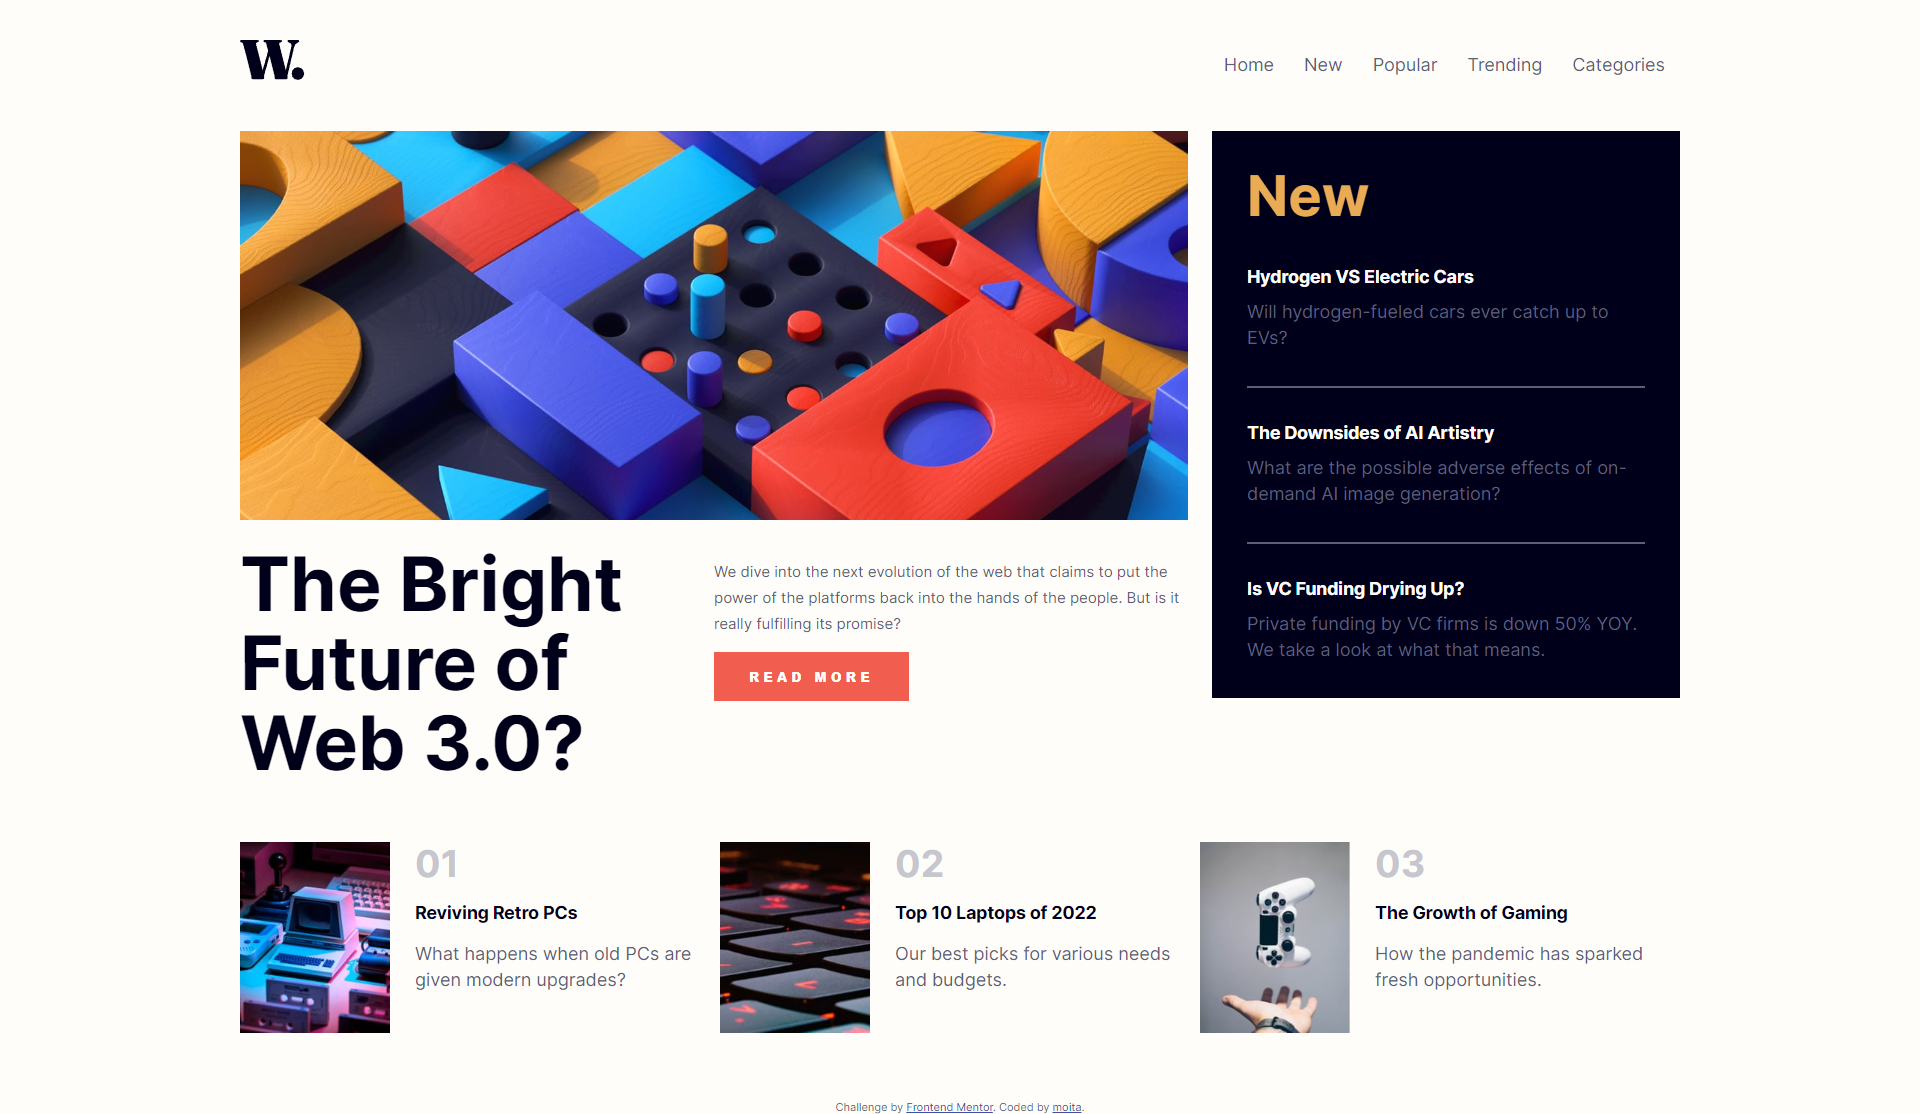 W.
Home New Popular Trending Categories
New
Hydrogen VS Electric Cars
Will hydrogen-fueled cars ever catch up to
EVs?
The Downsides of AI Artistry
What are the possible adverse effects of on-
demand AI image generation?
Is VC Funding Drying Up?
Private funding by VC firms is down 50% YOY.
We take a look at what that means.
The Bright
Future of
Web 3.0?
We dive into the next evolution of the web that claims to put the
power of the platforms back into the hands of the people. But is it
really fulfilling its promise?
READ MORE
01
Reviving Retro PCs
What happens when old PCs are
given modern upgrades?
02
Top 10 Laptops of 2022
Our best picks for various needs
and budgets.
03
The Growth of Gaming
How the pandemic has sparked
fresh opportunities.
Challenge by Frontend Mentor. Coded by moita.